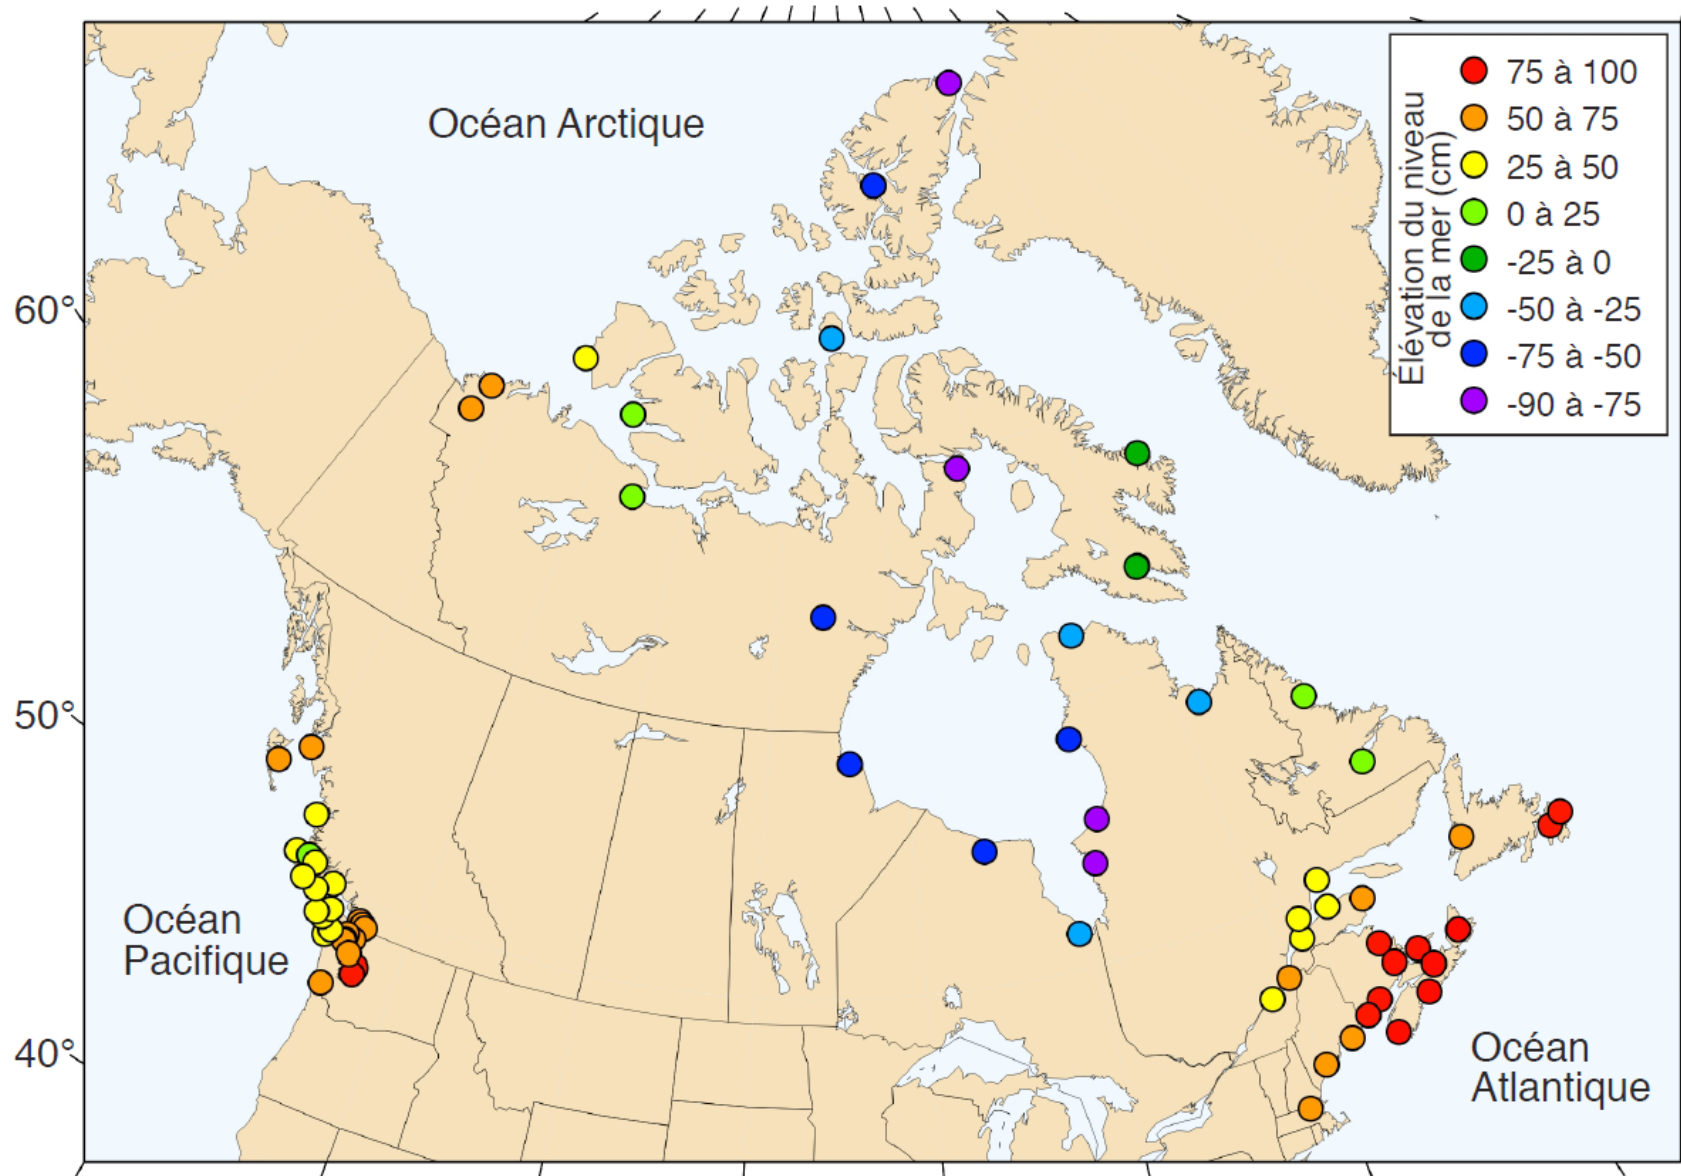 Océan Arctique
Élévation du niveau
de la mer (cm)
75 à 100
50 à 75
25 à 50
0 à 25
-25 à 0
-50 à -25
-75 à -50
-90 à -75
60°
50°
40°
Océan
Pacifique
Océan
Atlantique